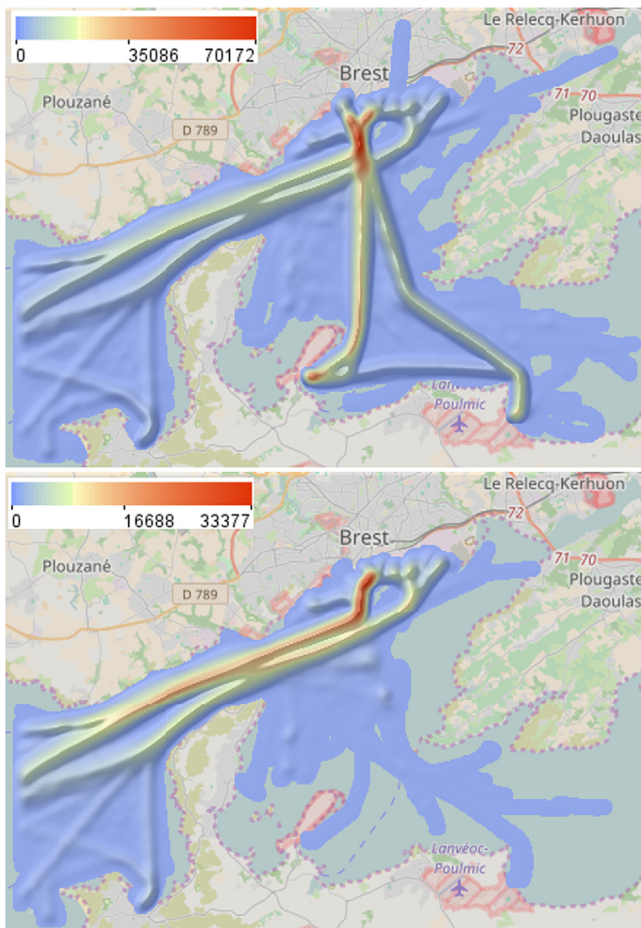 0 35086 70172
Le Relecq-Kerhuon
72
Brest
71 70
Plouzané
Plougaste
D 789
Daoulas
Lan
Poulmic
0 16688 33377
Le Relecq-Kerhuon
72
Brest
71 70
Plouzané
Plougaste
D 789
Daoulas
Lanvéoc-
Poulmic